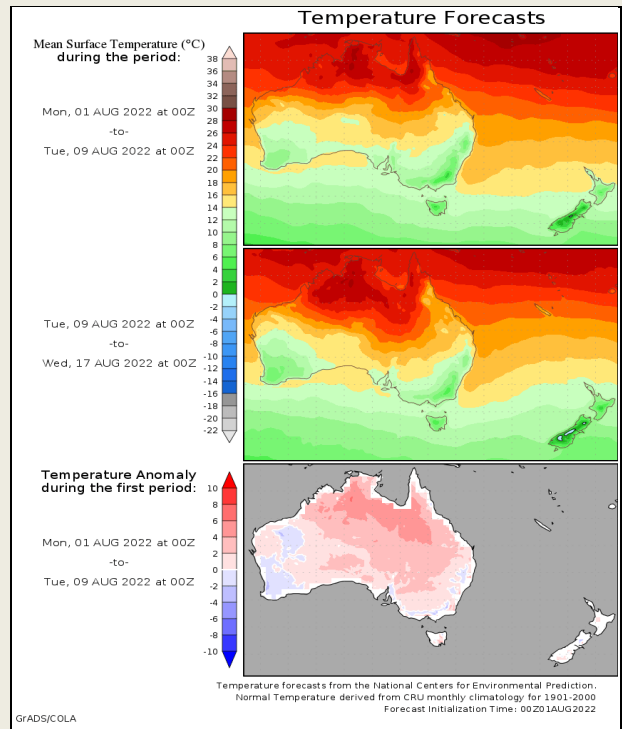 Temperature Forecasts
Mean Surface Temperature (°C)
during the period:
38
36
34
32
30
28
26
24
22
20
18
16
14
12
10
8
6
4
2
0
-2
-4
-6
-8
-10
-12
-14
-16
-18
-20
-22
Mon, 01 AUG 2022 at 00Z
-to-
Tue, 09 AUG 2022 at 00Z
Tue, 09 AUG 2022 at 00Z
-to-
Wed, 17 AUG 2022 at 00Z
Temperature Anomaly
during the first period:
10
8
6
4
2
0
-2
-4
-6
-8
-10
Mon, 01 AUG 2022 at 00Z
-to-
Tue, 09 AUG 2022 at 00Z
Temperature forecasts from the National Centers for Environmental Prediction.
Normal Temperature derived from CRU monthly climatology for 1901-2000
Forecast Initialization Time: 00Z01AUG2022
GrADS/COLA